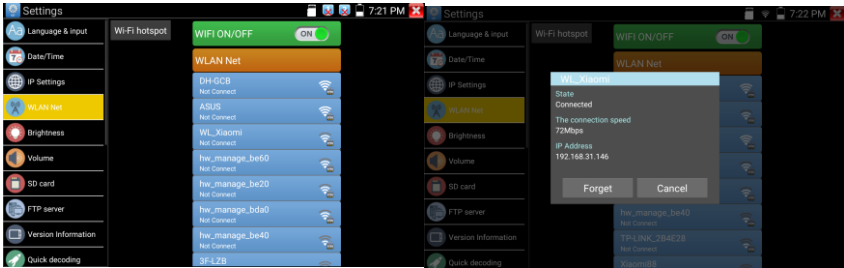 Settings
7:21 PM
Language & input
Date/Time
IP Settings
WLAN Net
Brightness
Volume
SD card
FTP server
Version Information
Quick decoding
Wi-Fi hotspot
WIFI ON/OFF
ON
WLAN Net
DH-GCB
Not Connect
ASUS
Not Connect
WL_Xiaomi
Not Connect
hw_manage_be60
Not Connect
hw_manage_be20
Not Connect
hw_manage_bda0
Not Connect
hw_manage_be40
Not Connect
3F-LZB
Settings
7:22 PM
Language & input
Date/Time
IP Settings
WLAN Net
Brightness
Volume
SD card
FTP server
Version Information
Quick decoding
Wi-Fi hotspot
WIFI ON/OFF
ON
WL_Xiaomi
State
Connected
The connection speed
72Mbps
IP Address
192.168.31.146
Forget
Cancel
hw_manage_be40
Not Connect
TP-LINK_2B4E28
Not Connect